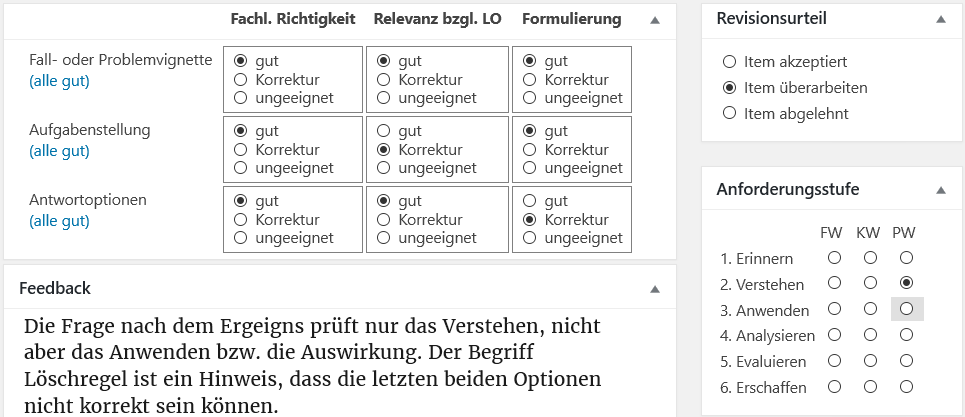 Fachl. Richtigkeit Relevanz bzgl. LO Formulierung
Fall- oder Problemvignette
(alle gut)
gut gut gut
Korrektur Korrektur Korrektur
ungeeignet ungeeignet ungeeignet
Aufgabenstellung
(alle gut)
gut gut gut
Korrektur Korrektur Korrektur
ungeeignet ungeeignet ungeeignet
Antwortoptionen
(alle gut)
gut gut gut
Korrektur Korrektur Korrektur
ungeeignet ungeeignet ungeeignet
Feedback
Die Frage nach dem Ergeigns prüft nur das Verstehen, nicht
aber das Anwenden bzw. die Auswirkung. Der Begriff
Löschregel ist ein Hinweis, dass die letzten beiden Optionen
nicht korrekt sein können.
Revisionsurteil
Item akzeptiert
Item überarbeiten
Item abgelehnt
Anforderungsstufe
FW KW PW
1. Erinnern
2. Verstehen
3. Anwenden
4. Analysieren
5. Evaluieren
6. Erschaffen